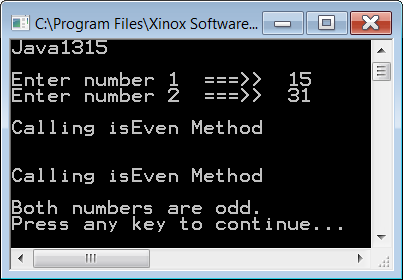 C:\Program Files\Xinox Software...
Java1315
Enter number 1  ===>>  15
Enter number 2  ===>>  31
Calling isEven Method
Calling isEven Method
Both numbers are odd.
Press any key to continue...